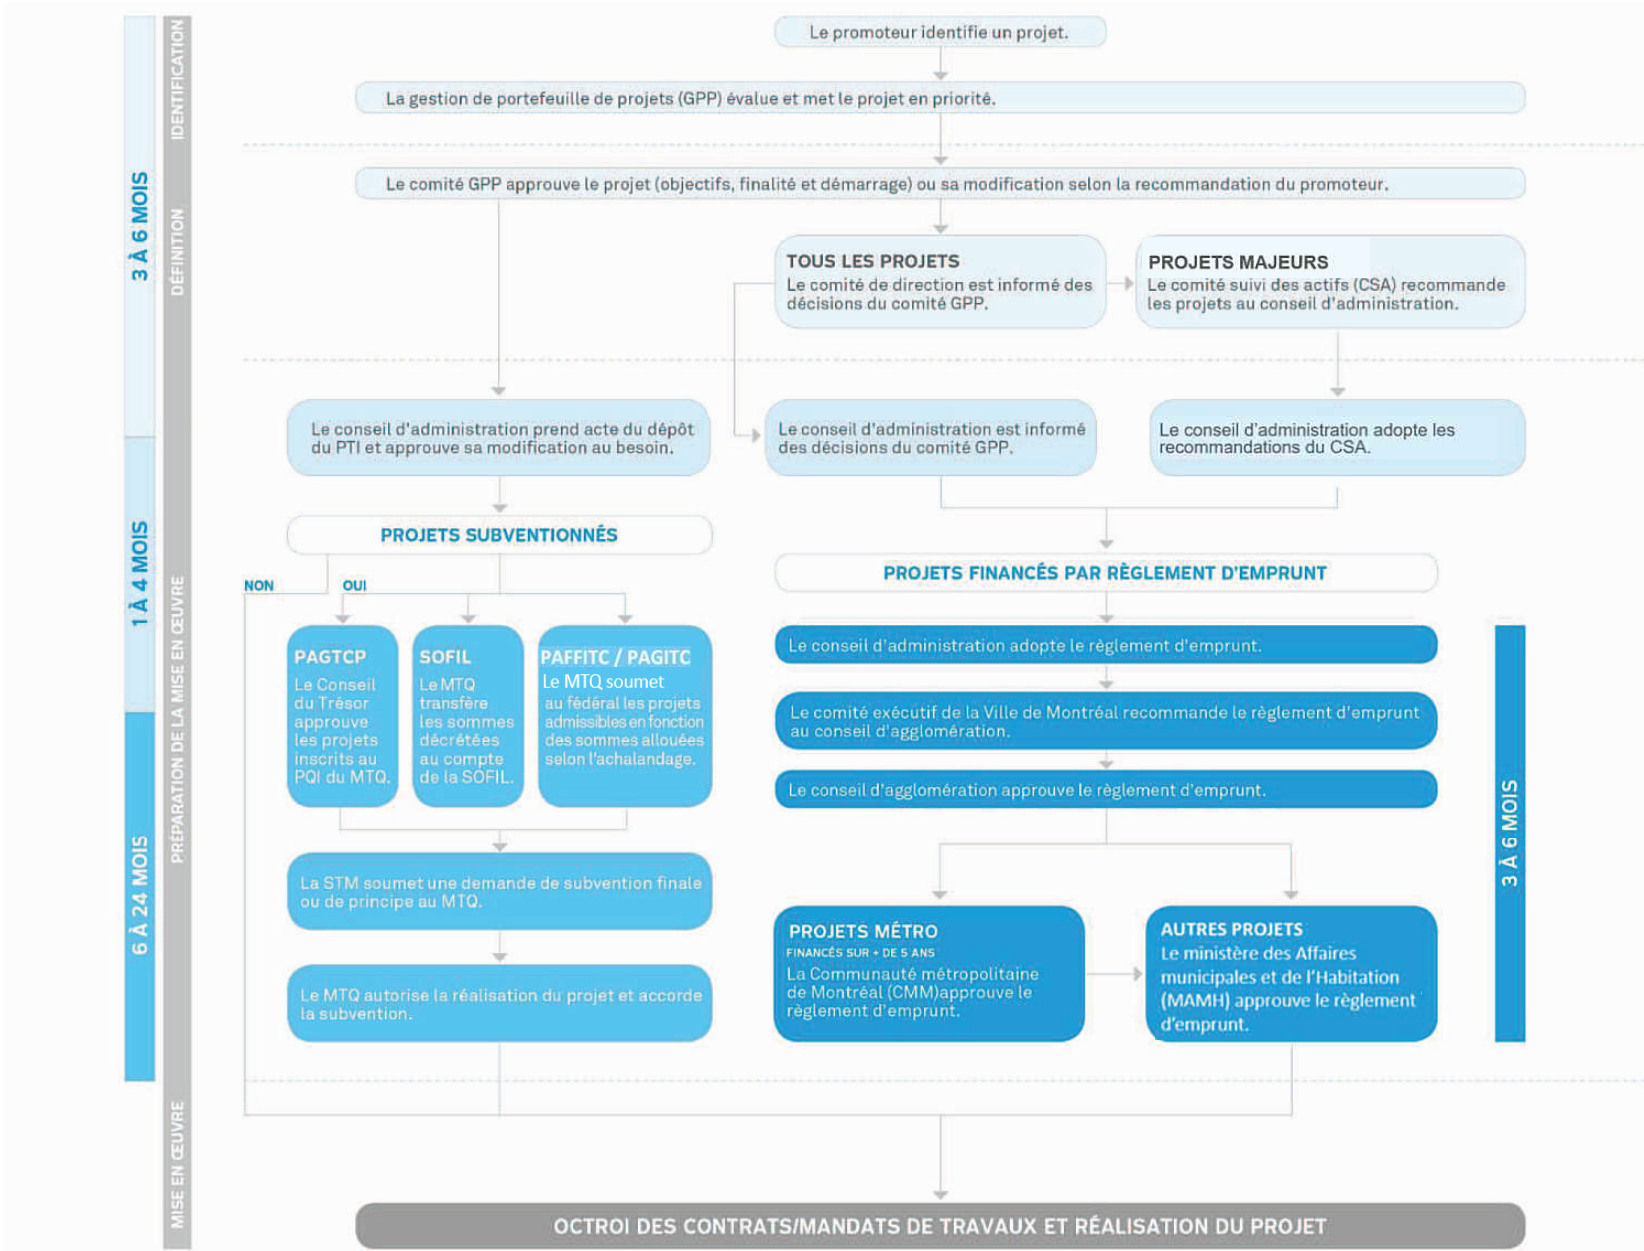 3 À 6 MOIS
1 À 4 MOIS
6 À 24 MOIS
IDENTIFICATION
DÉFINITION
PRÉPARATION DE LA MISE EN ŒUVRE
MISE EN ŒUVRE
Le promoteur identifie un projet.
La gestion de portefeuille de projets (GPP) évalue et met le projet en priorité.
Le comité GPP approuve le projet (objectifs, finalité et démarrage) ou sa modification selon la recommandation du promoteur.
TOUS LES PROJETS
Le comité de direction est informé des
décisions du comité GPP.
PROJETS MAJEURS
Le comité suivi des actifs (CSA) recommande
les projets au conseil d'administration.
Le conseil d'administration prend acte du dépôt
du PTI et approuve sa modification au besoin.
Le conseil d'administration est informé
des décisions du comité GPP.
Le conseil d'administration adopte les
recommandations du CSA.
PROJETS SUBVENTIONNÉS
NON
OUI
PAGTCP
Le Conseil
du Trésor
approuve
les projets
inscrits au
PQI du MTQ.
SOFIL
Le MTQ
transfère
les sommes
décrétées
au compte
de la SOFIL.
PAFFITC / PAGITC
Le MTQ soumet
au fédéral les projets
admissibles en fonction
des sommes allouées
selon l'achalandage.
La STM soumet une demande de subvention finale
ou de principe au MTQ.
Le MTQ autorise la réalisation du projet et accorde
la subvention.
PROJETS FINANCÉS PAR RÈGLEMENT D'EMPRUNT
Le conseil d'administration adopte le règlement d'emprunt.
Le comité exécutif de la Ville de Montréal recommande le règlement d'emprunt
au conseil d'agglomération.
Le conseil d'agglomération approuve le règlement d'emprunt.
PROJETS MÉTRO
FINANCÉS SUR + DE 5 ANS
La Communauté métropolitaine
de Montréal (CMM)approuve le
règlement d'emprunt.
AUTRES PROJETS
Le ministère des Affaires
municipales et de l'Habitation
(MAMH) approuve le règlement
d'emprunt.
3 À 6 MOIS
OCTROI DES CONTRATS/MANDATS DE TRAVAUX ET RÉALISATION DU PROJET